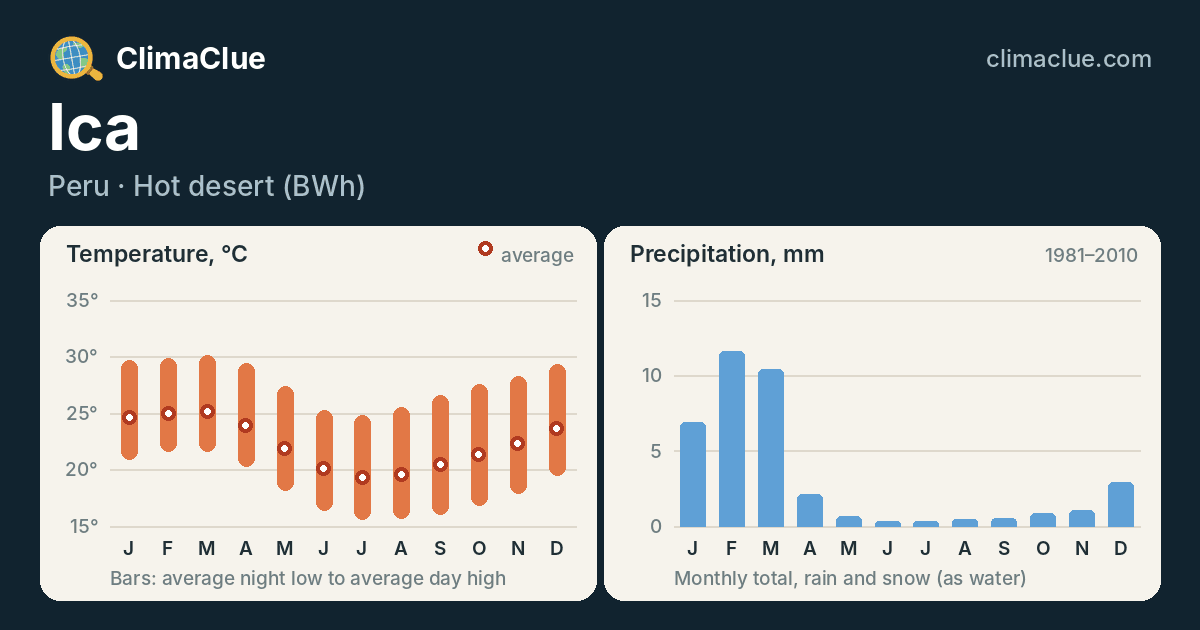 ClimaClue
climaclue.com
Ica
Peru · Hot desert (BWh)
Temperature, °C
average
35°
30°
25°
20°
15°
J F M A M J J A S O N D
Bars: average night low to average day high
Precipitation, mm
1981–2010
15
10
5
0
J F M A M J J A S O N D
Monthly total, rain and snow (as water)